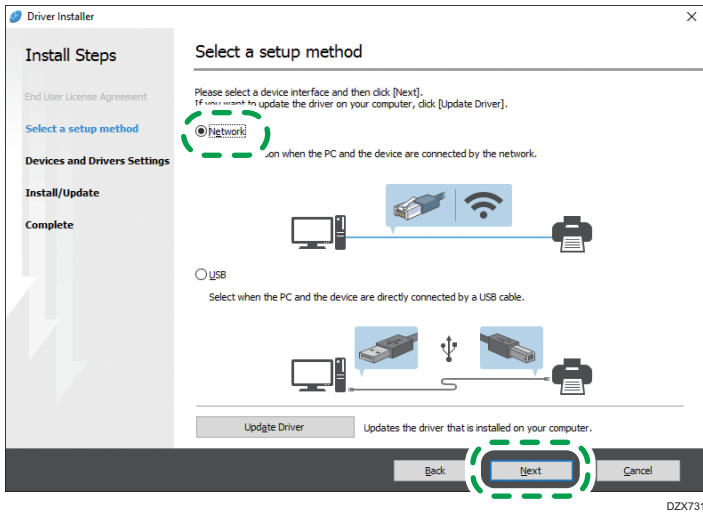 Driver Installer
Install Steps
End User License Agreement
Select a setup method
Devices and Drivers Settings
Install/Update
Complete
Select a setup method
Please select a device interface and then click [Next].
If you want to update the driver on your computer, click [Update Driver].
Network
on when the PC and the device are connected by the network.
USB
Select when the PC and the device are directly connected by a USB cable.
Update Driver
Updates the driver that is installed on your computer.
Back
Next
Cancel
DZX731